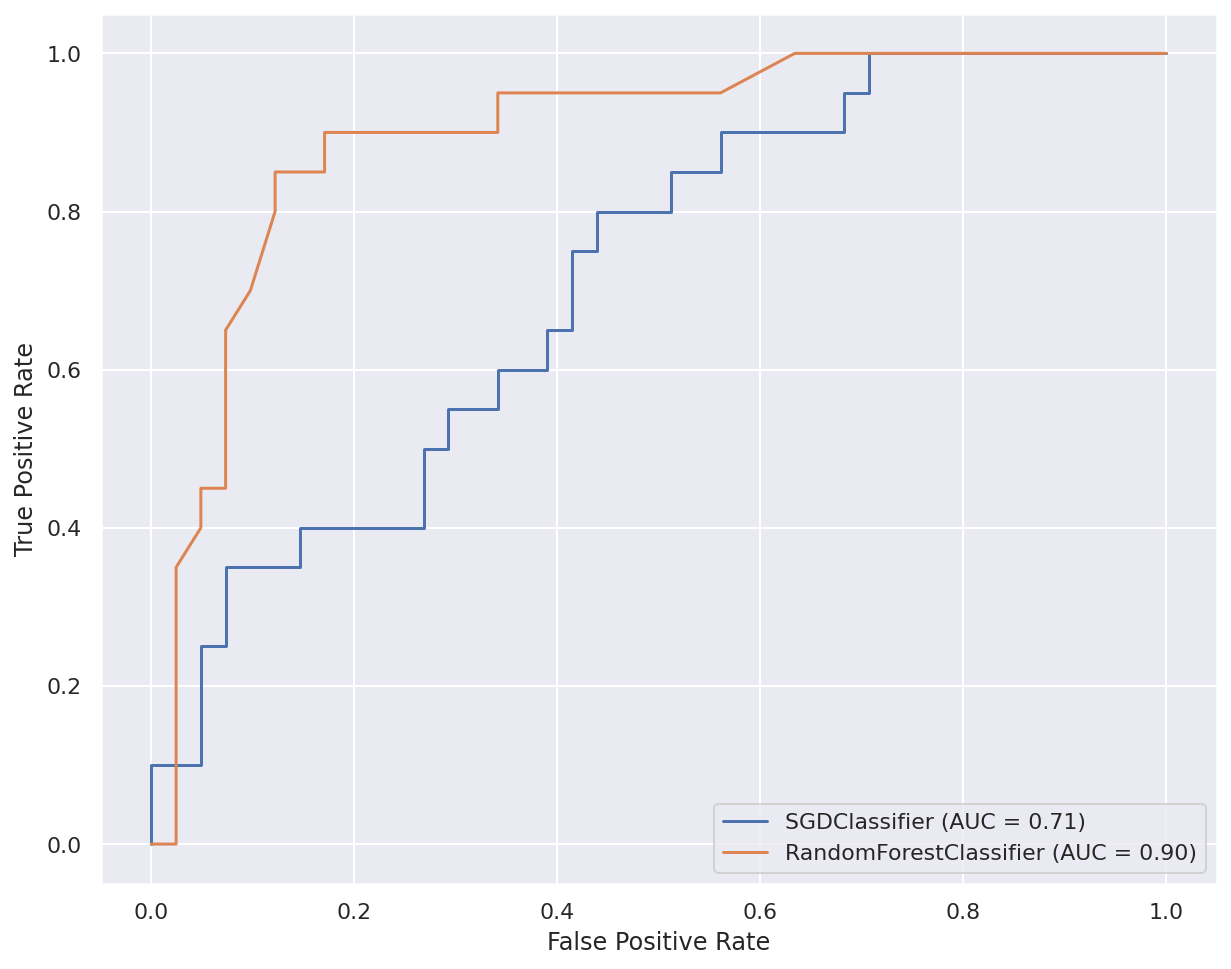 1.0
0.8
0.6
0.4
0.2
0.0
True Positive Rate
SGDClassifier (AUC = 0.71)
RandomForestClassifier (AUC = 0.90)
0.0 0.2 0.4 0.6 0.8 1.0
False Positive Rate